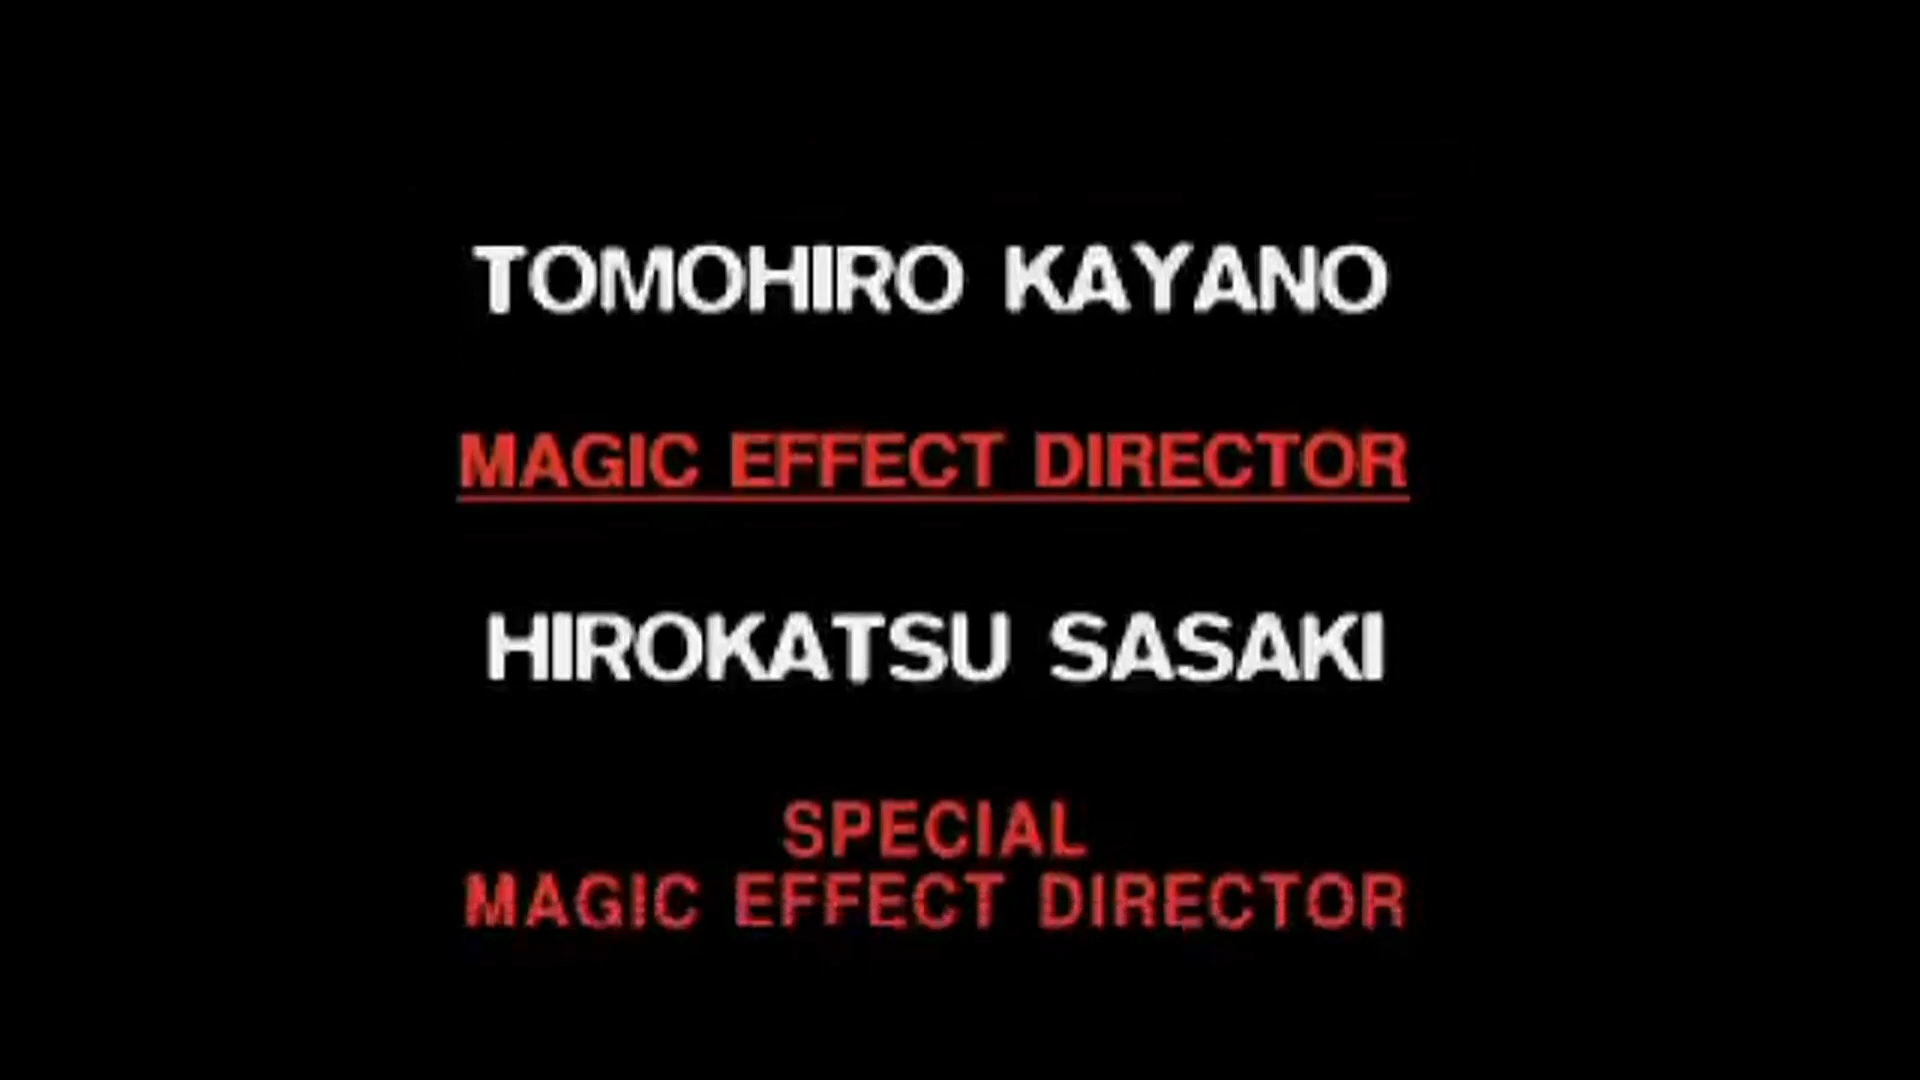 TOMOHIRO KAYANO
MAGIC EFFECT DIRECTOR
HIROKATSU SASAKI
SPECIAL
MAGIC EFFECT DIRECTOR